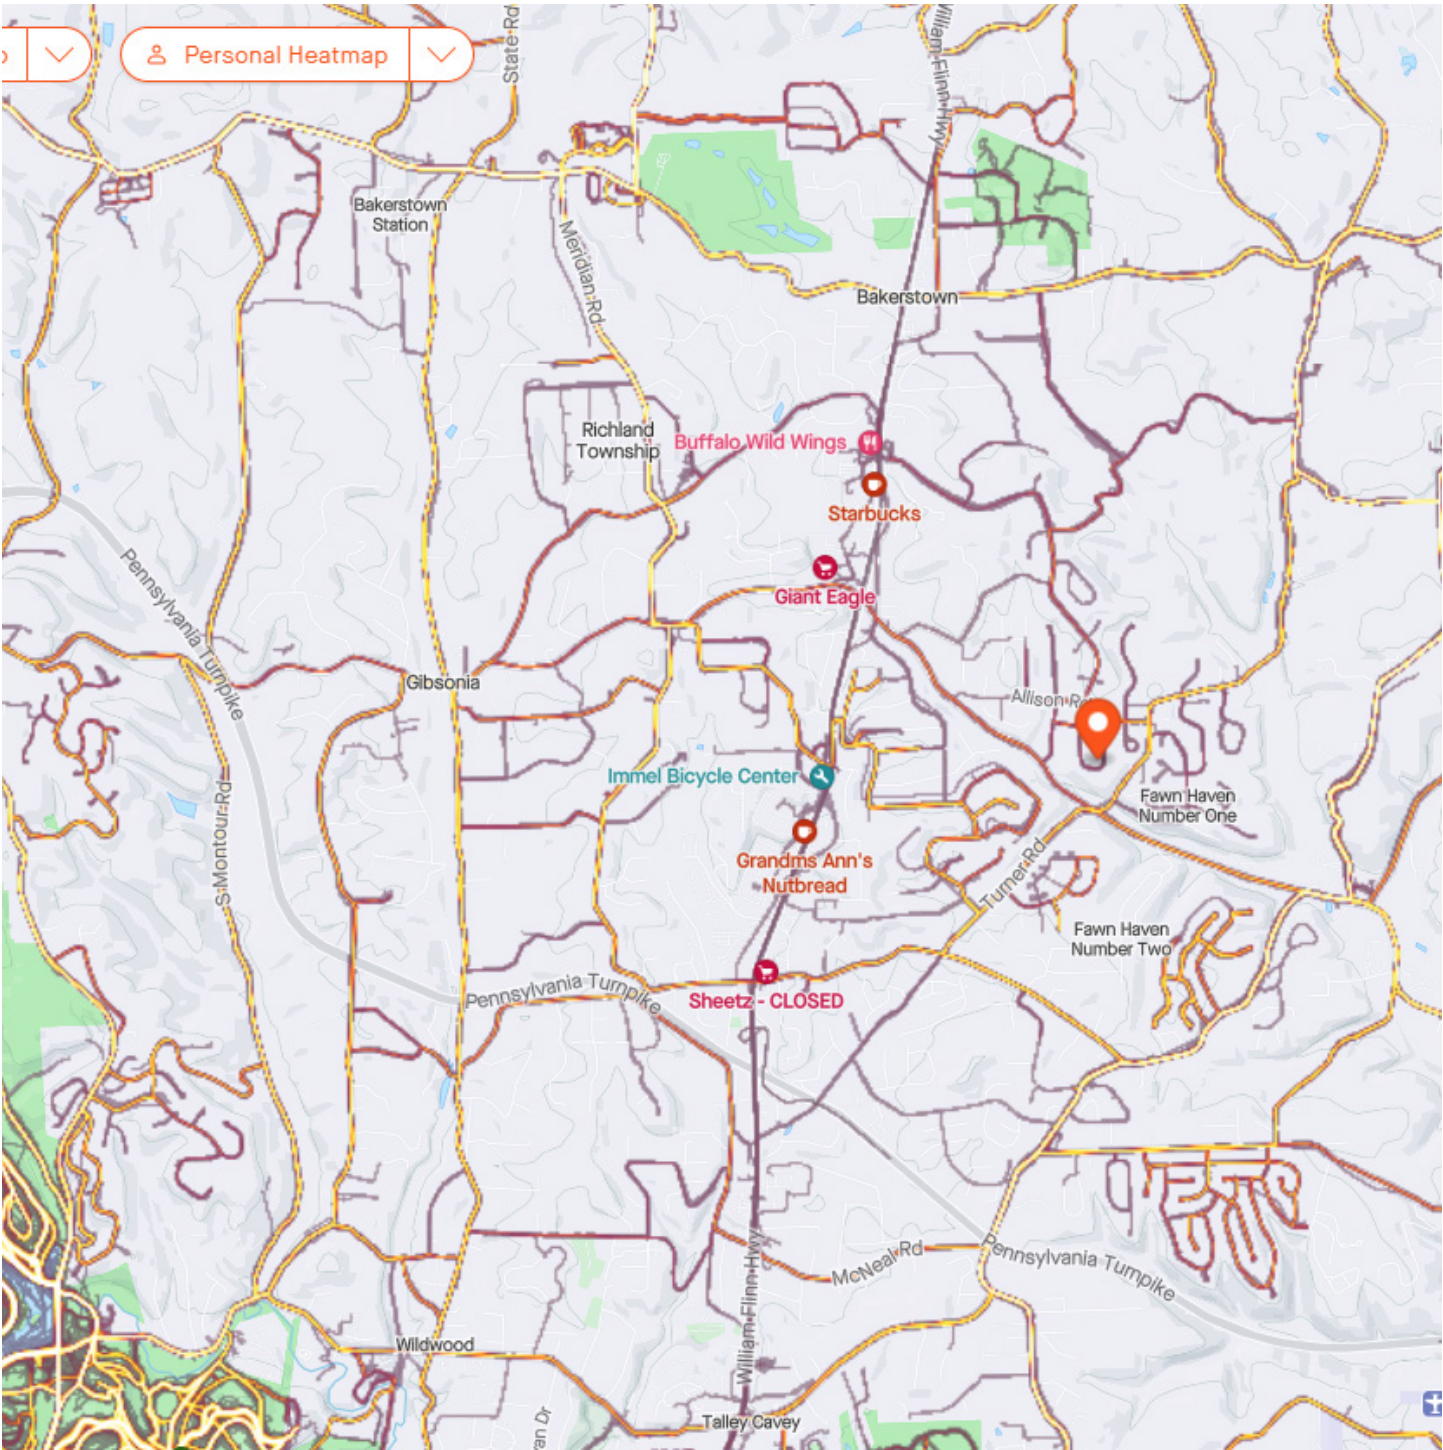 Personal Heatmap
State Rd
William Flinn Hwy
Bakerstown
Station
Meridian Rd
Bakerstown
Richland
Township
Buffalo Wild Wings
Starbucks
Pennsylvania Turnpike
Giant Eagle
Gibsonia
Allison
Immel Bicycle Center
Fawn Haven
Number One
S Montour Rd
Grandms Ann's
Nutbread
Turner Rd
Fawn Haven
Number Two
Pennsylvania Turnpike
Sheetz - CLOSED
McNeal Rd
Pennsylvania Turnpike
William Flinn Hwy
Wildwood
Talley Cavey
Dr